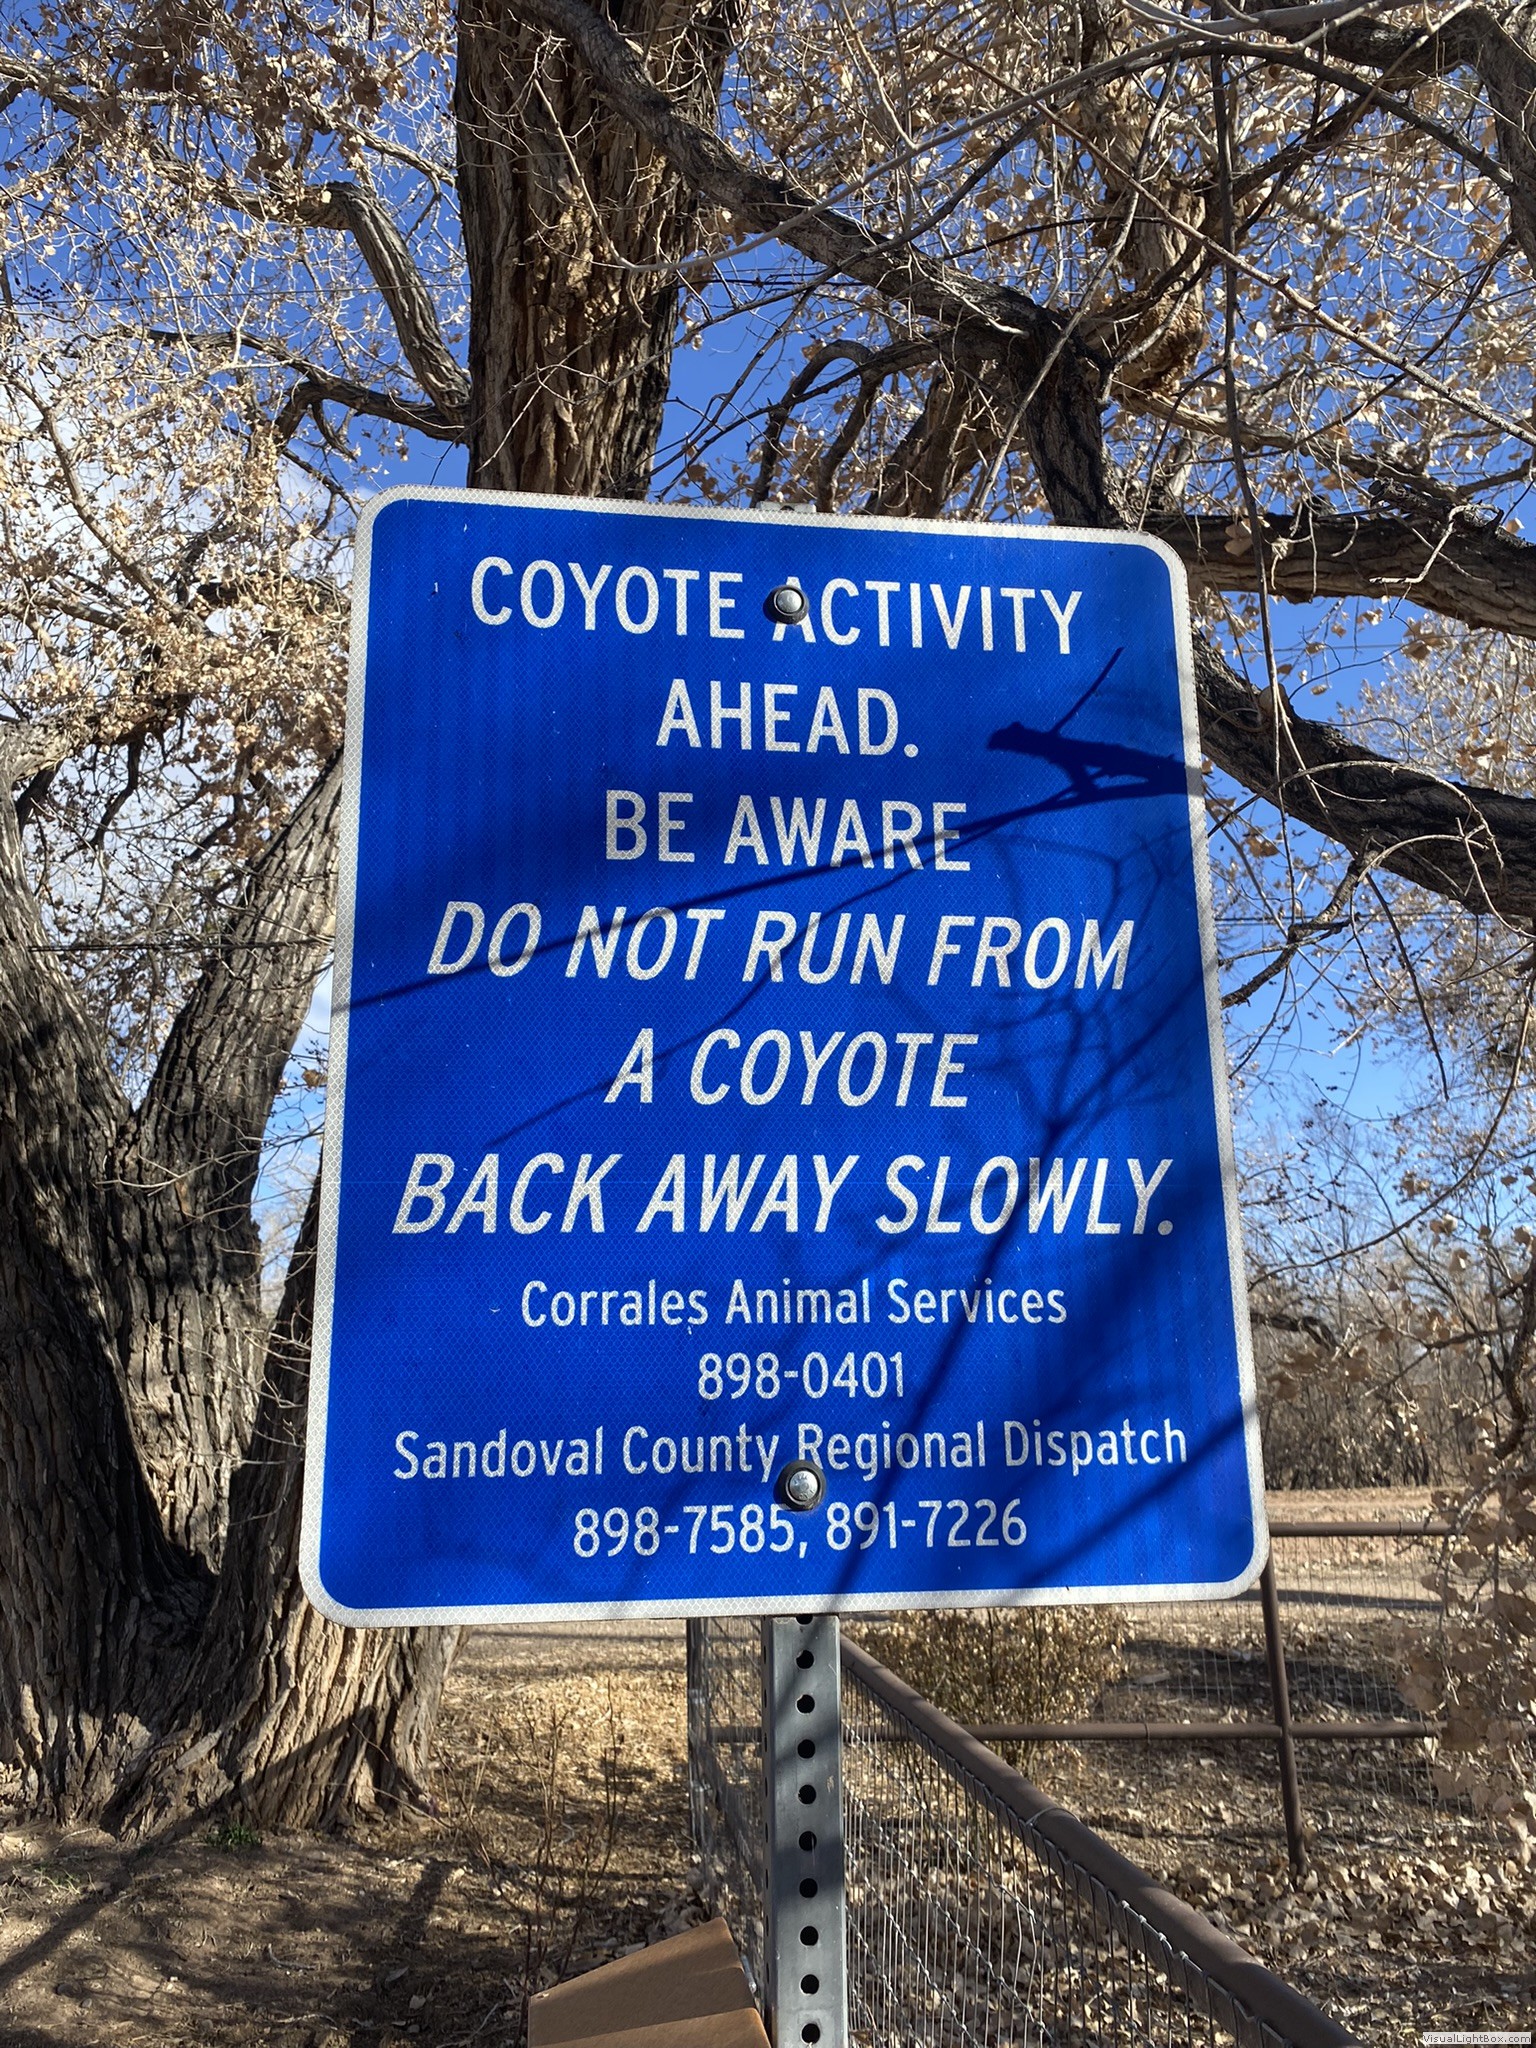 COYOTE ACTIVITY
AHEAD.
BE AWARE
DO NOT RUN FROM
A COYOTE
BACK AWAY SLOWLY.
Corrales Animal Services
898-0401
Sandoval County Regional Dispatch
898-7585, 891-7226
VisualLightBox.com